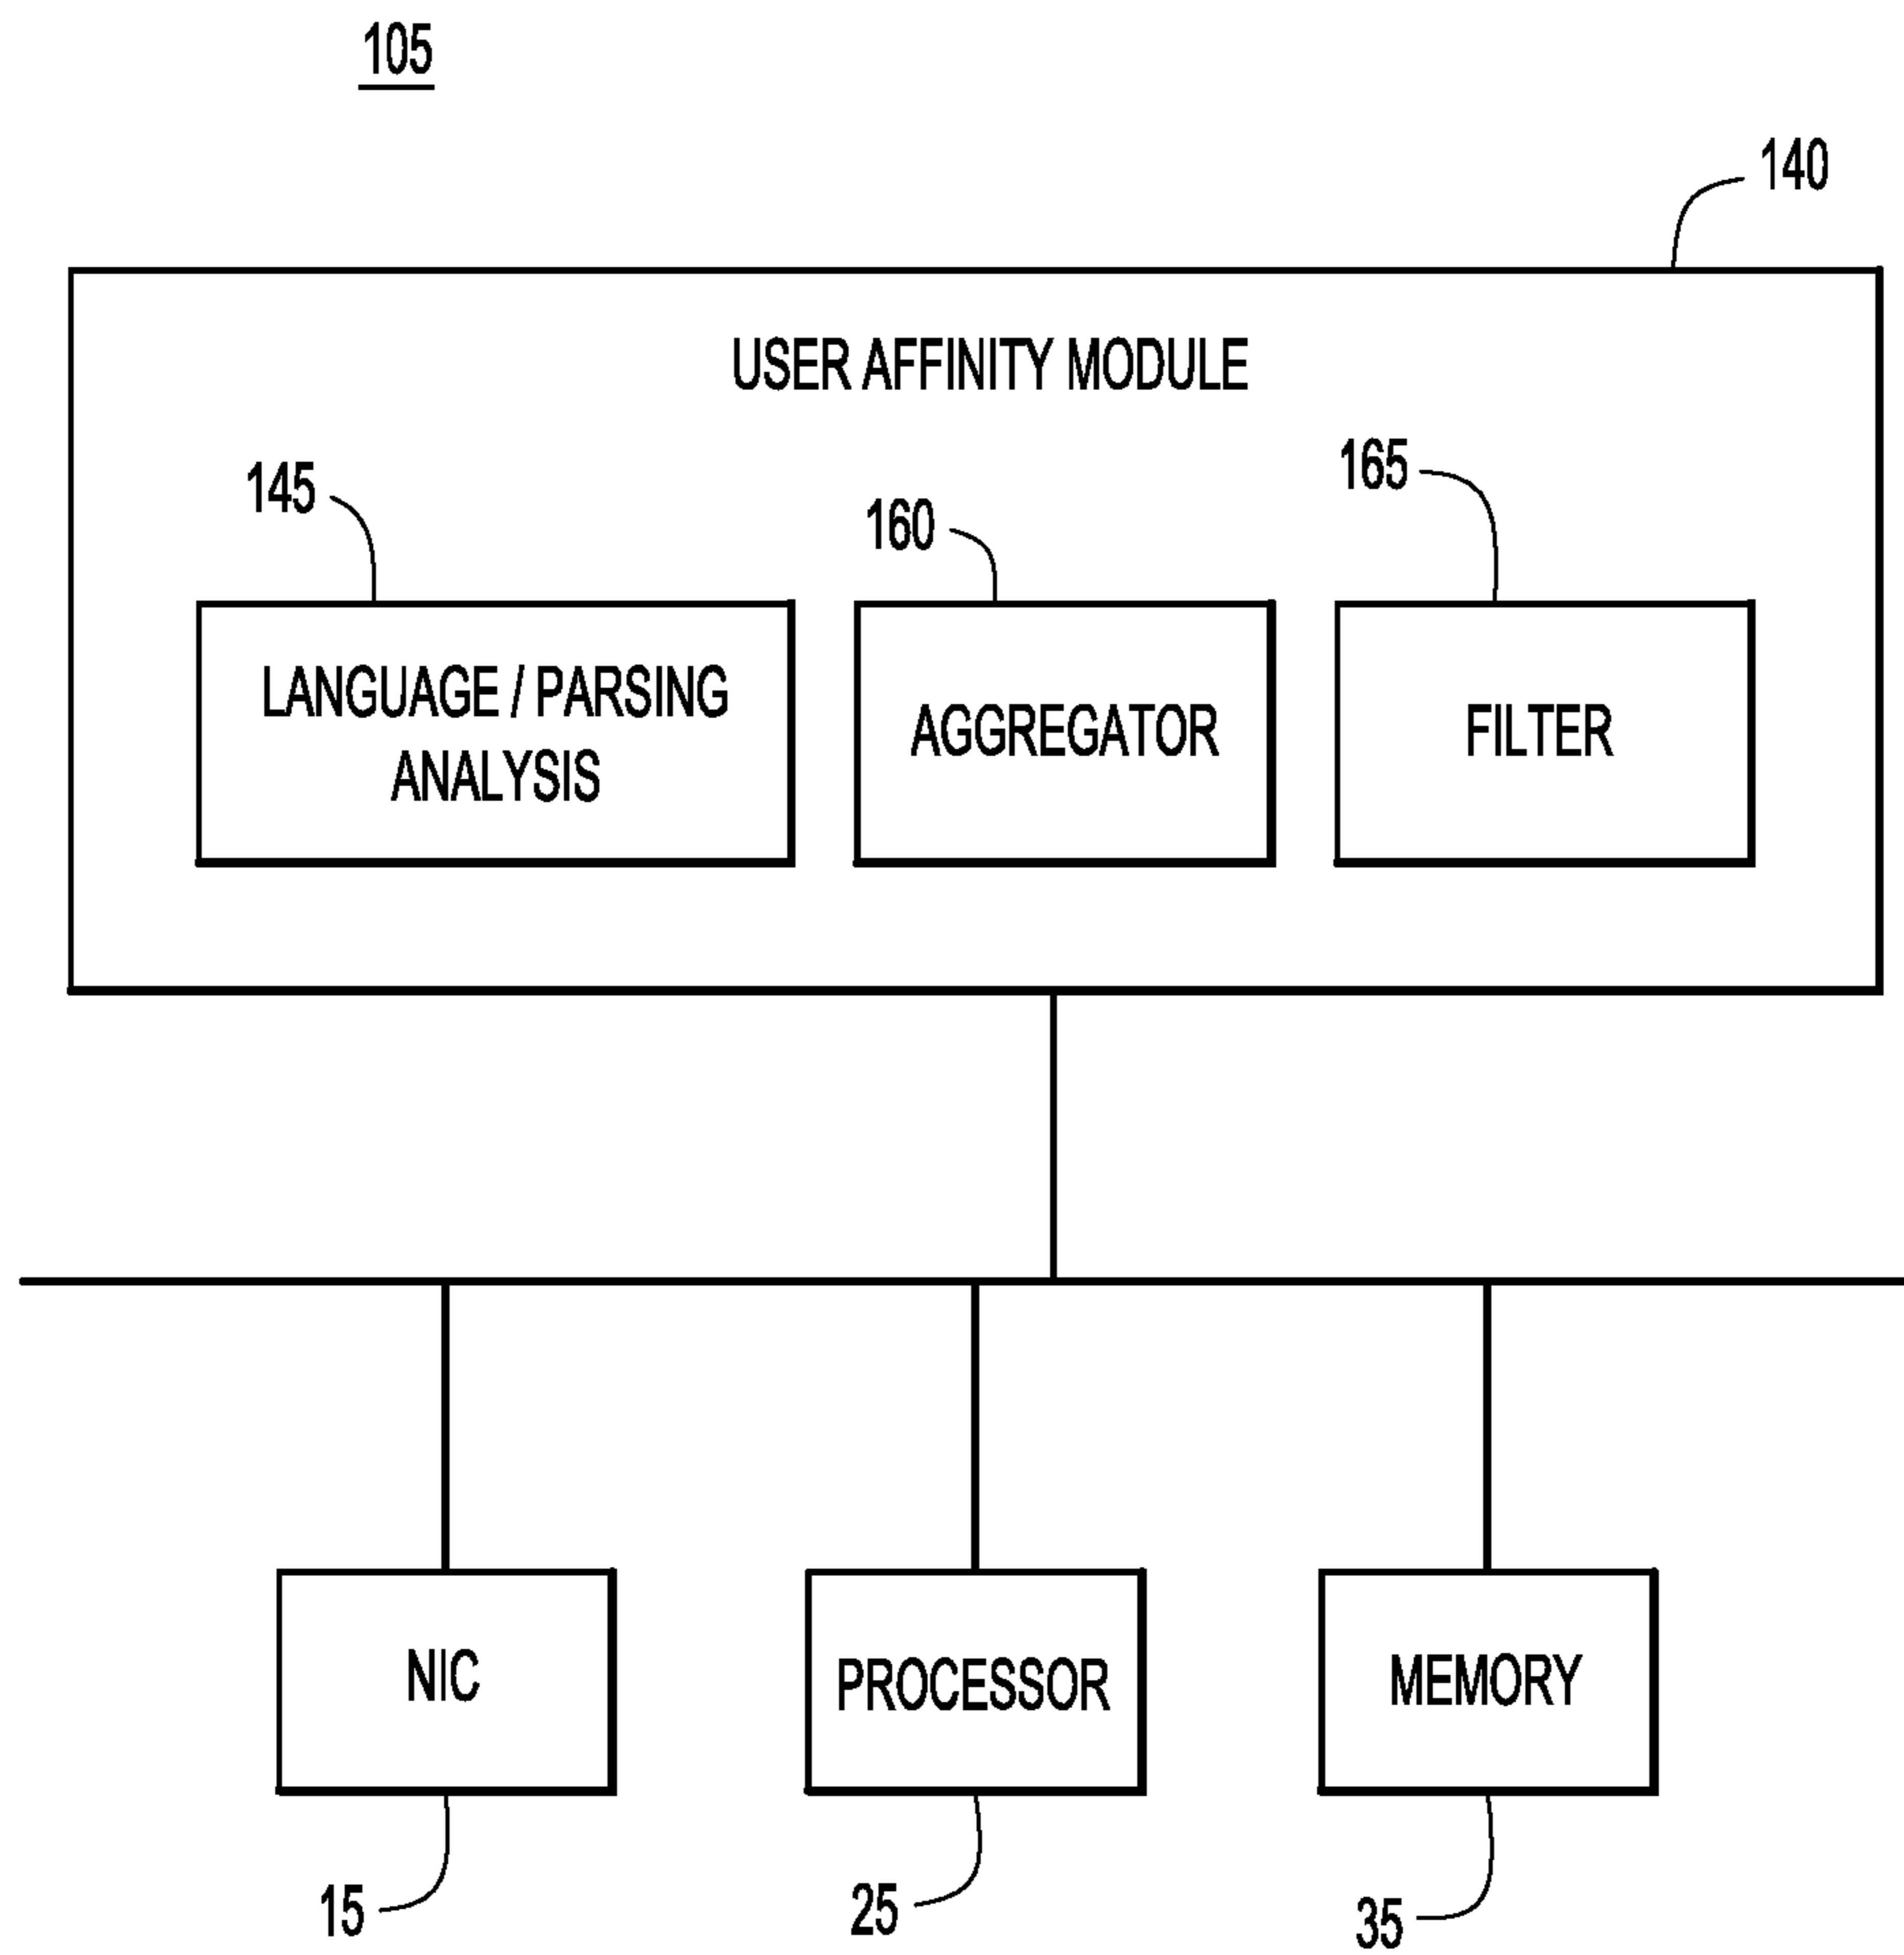 105
140
USER AFFINITY MODULE
145
160
165
LANGUAGE / PARSING
ANALYSIS
AGGREGATOR
FILTER
NIC
PROCESSOR
MEMORY
15
25
35